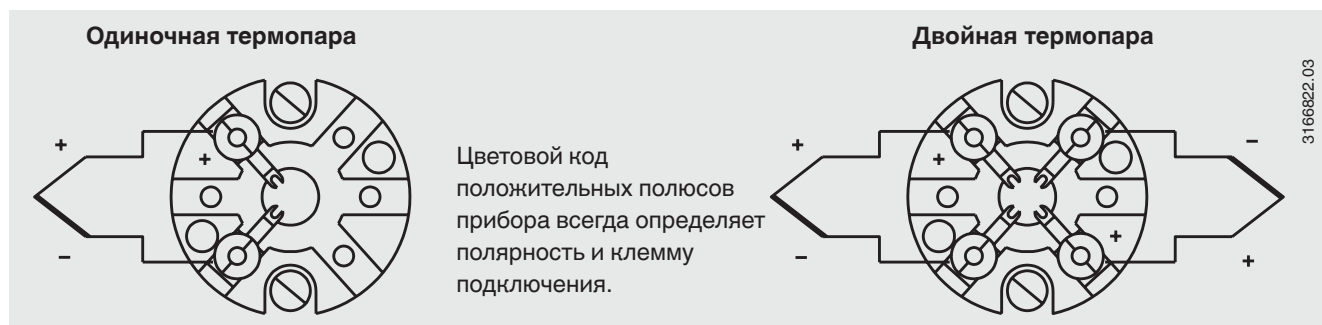 Одиночная термопара
+
+
–
Цветовой код
положительных полюсов
прибора всегда определяет
полярность и клемму
подключения.
Двойная термопара
+
–
+
–
+
+
3166822.03